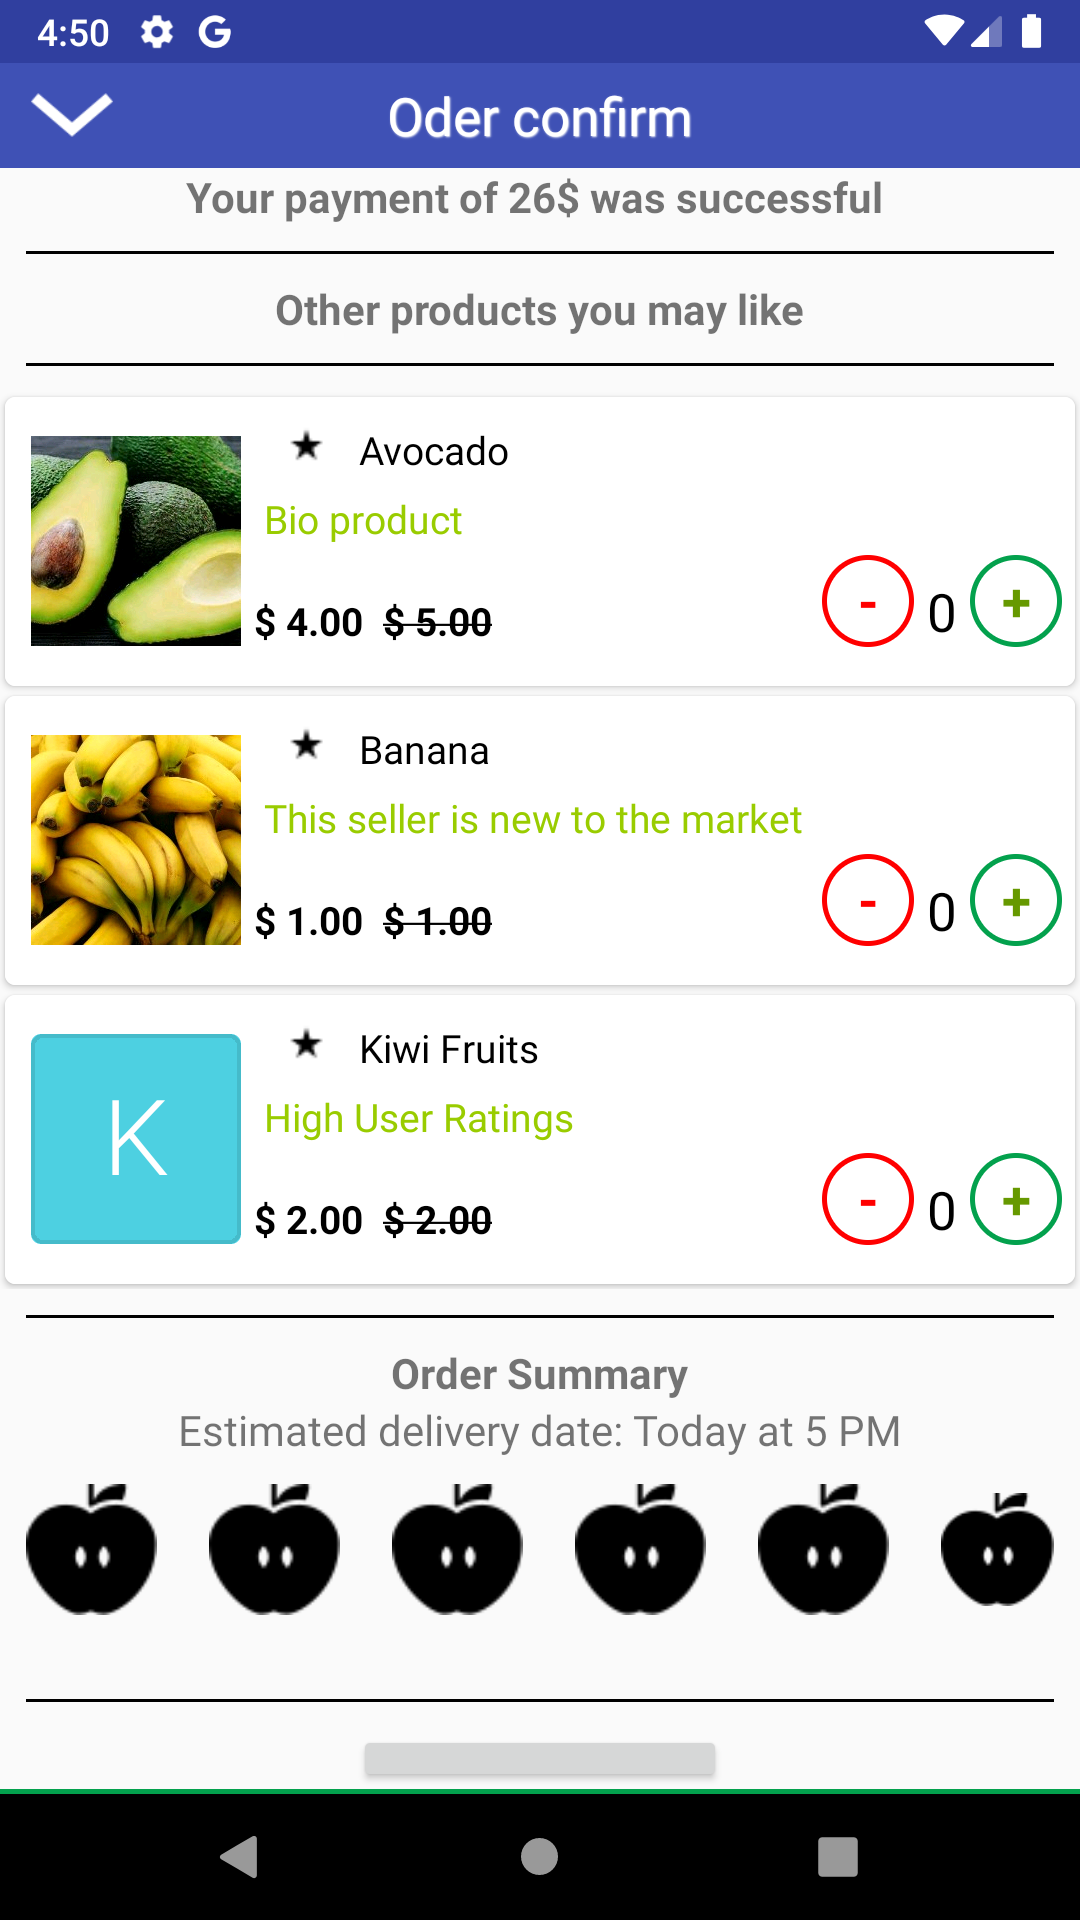 4:50
Oder confirm
Your payment of 26$ was successful
Other products you may like
Avocado
Bio product
$ 4.00 $ 5.00
- 0 +
Banana
This seller is new to the market
$ 1.00 $ 1.00
- 0 +
K
Kiwi Fruits
High User Ratings
$ 2.00 $ 2.00
- 0 +
Order Summary
Estimated delivery date: Today at 5 PM